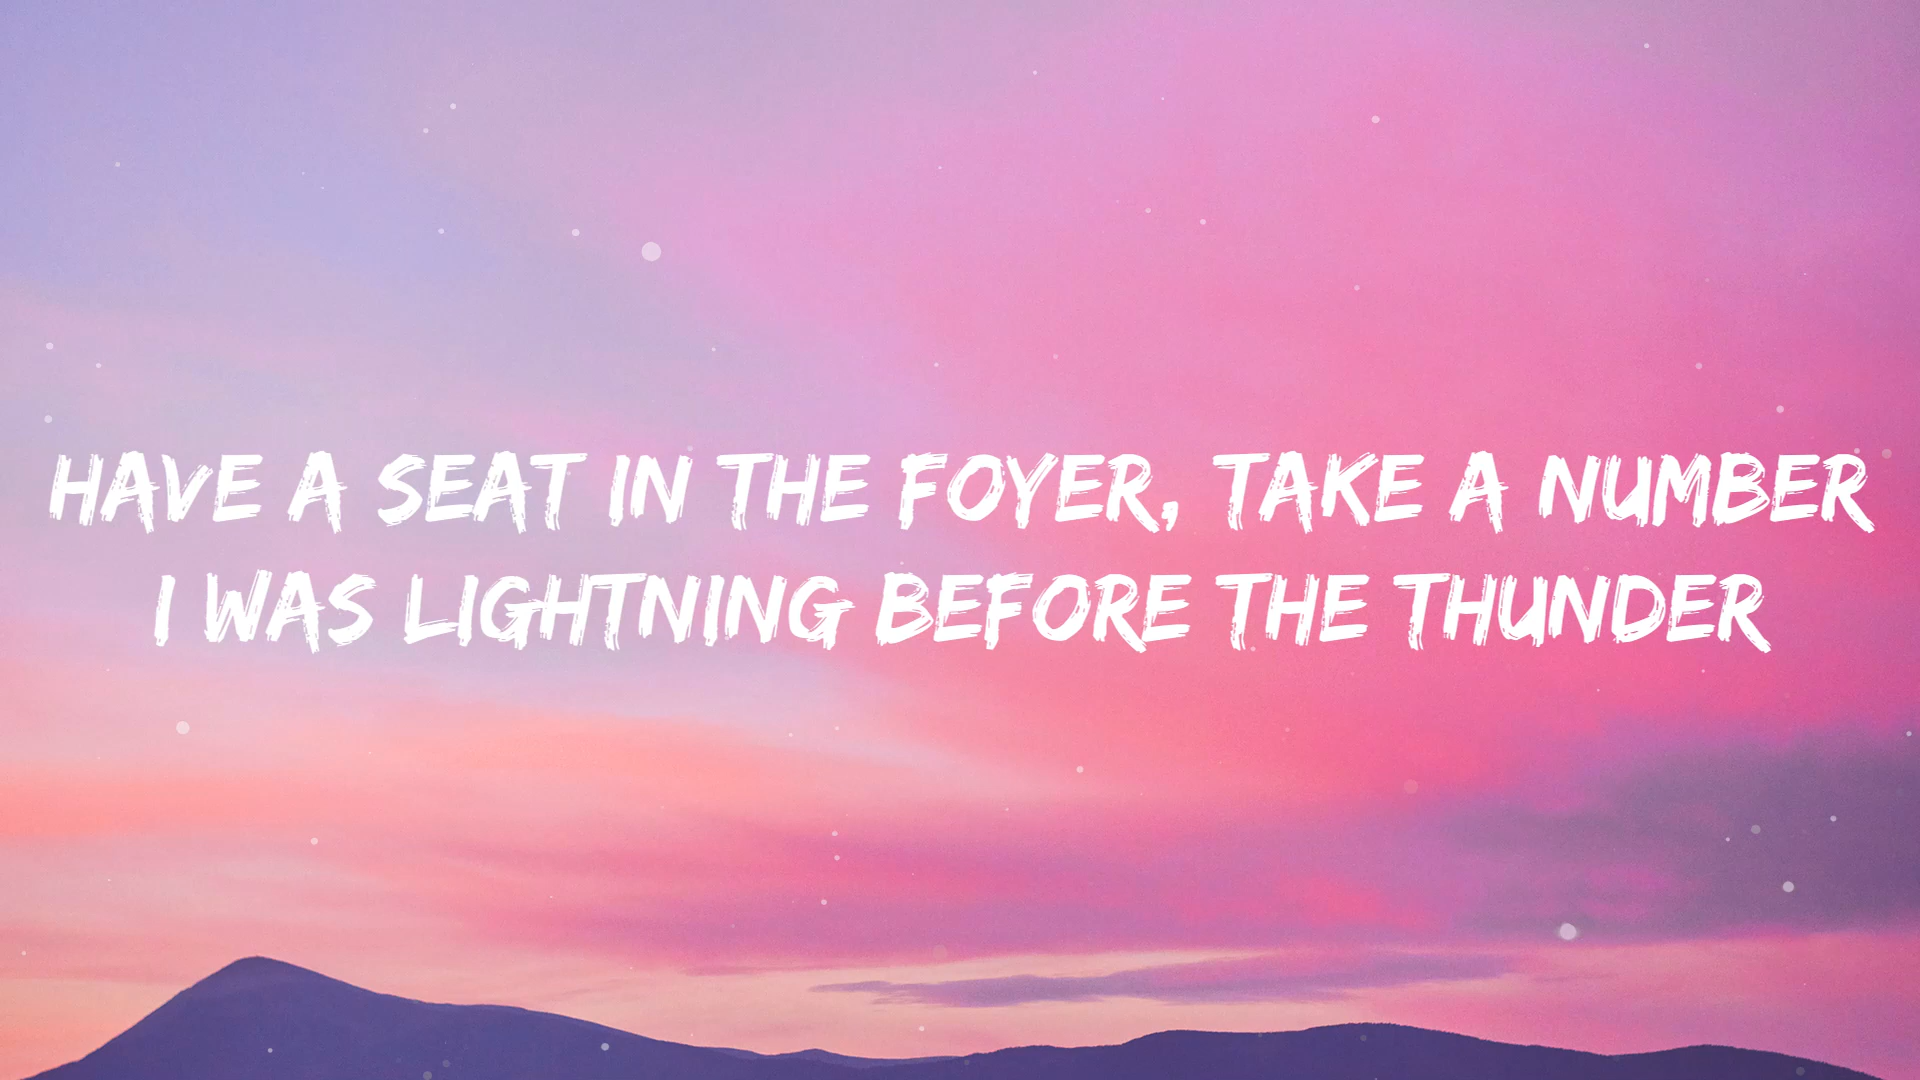 HAVE A SEAT IN THE FOYER, TAKE A NUMBER
I WAS LIGHTNING BEFORE THE THUNDER